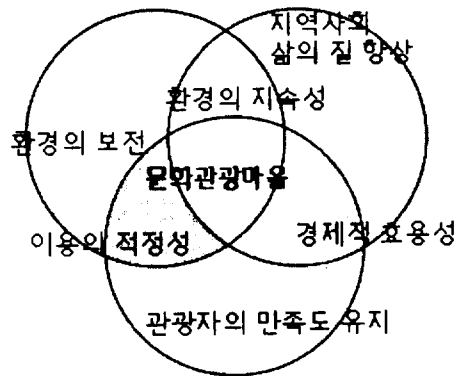 지역사회
삶의 질 향상
환경의 지속성
환경의 보전
문화관광마을
이용의 적정성
경제적 효용성
관광자의 만족도 유지